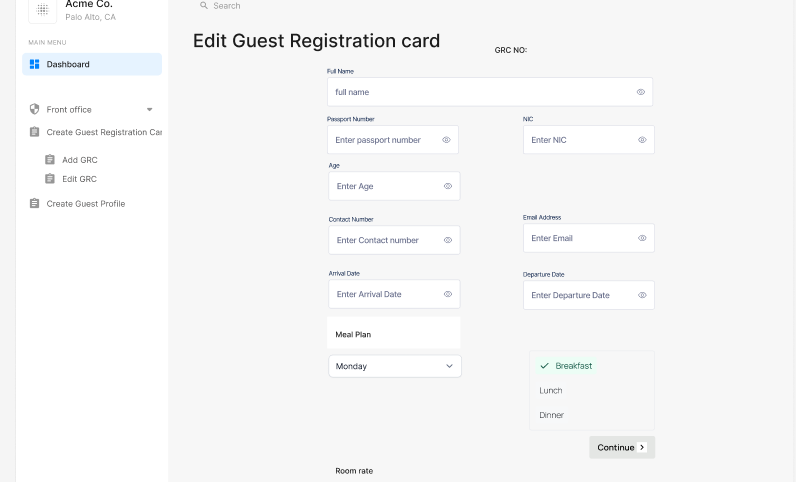 Acme Co.
Palo Alto, CA
MAIN MENU
Dashboard
Front office
Create Guest Registration Car
Add GRC
Edit GRC
Create Guest Profile
Search
Edit Guest Registration card
GRC NO:
Full Name
full name
Passport Number
NIC
Enter passport number
Enter NIC
Age
Enter Age
Contact Number
Email Address
Enter Contact number
Enter Email
Arrival Date
Departure Date
Enter Arrival Date
Enter Departure Date
Meal Plan
Monday
Breakfast
Lunch
Dinner
Continue
Room rate